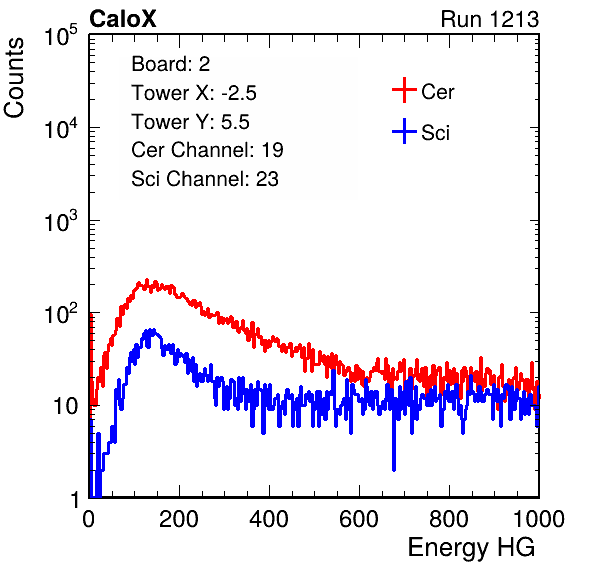 CaloX Run 1213
Counts
10^5
10^4
10^3
10^2
10
1
Board: 2
Tower X: -2.5
Tower Y: 5.5
Cer Channel: 19
Sci Channel: 23
Cer
Sci
0 200 400 600 800 1000
Energy HG